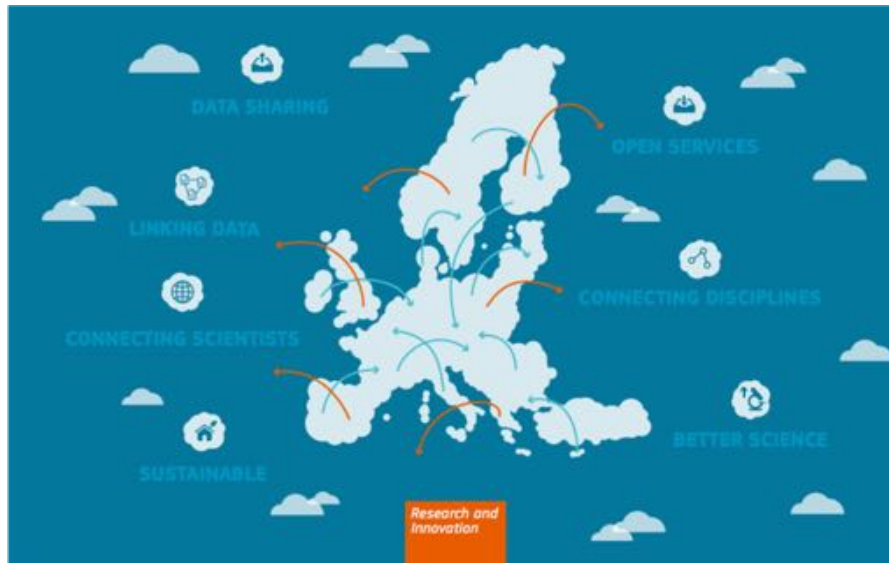 DATA SHARING
OPEN SERVICES
LINKING DATA
CONNECTING DISCIPLINES
CONNECTING SCIENTISTS
BETTER SCIENCE
SUSTAINABLE
Research and
Innovation